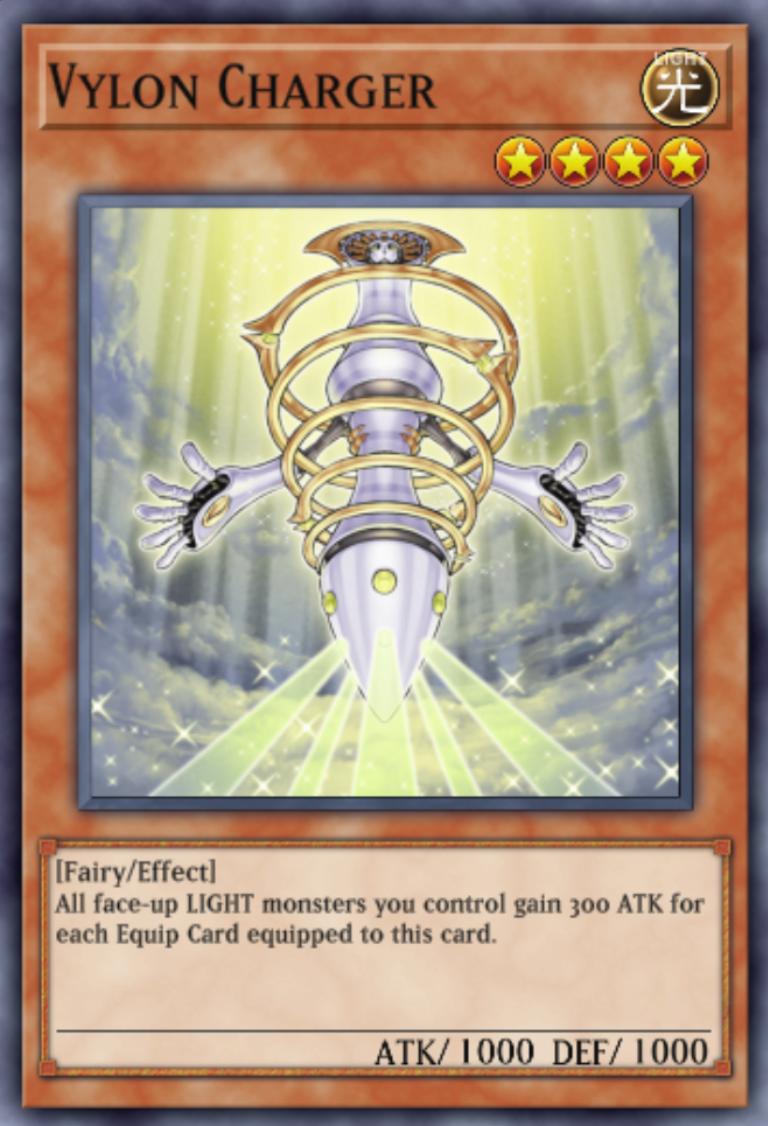 Vylon Charger
LIGHT
光
[Fairy/Effect]
All face-up LIGHT monsters you control gain 300 ATK for
each Equip Card equipped to this card.
ATK/ 1000 DEF/ 1000